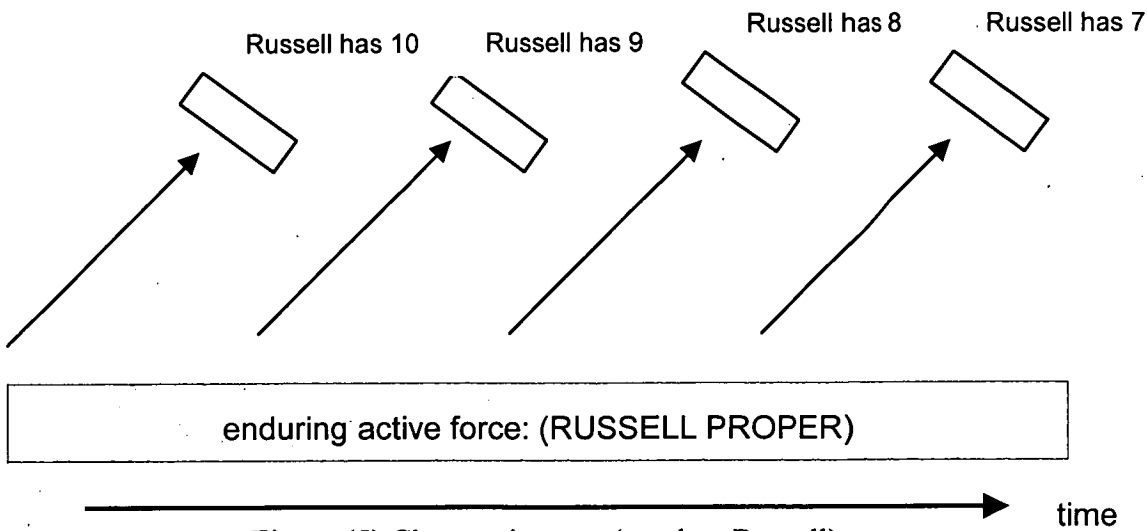 Russell has 10
Russell has 9
Russell has 8
Russell has 7
enduring active force: (RUSSELL PROPER)
time